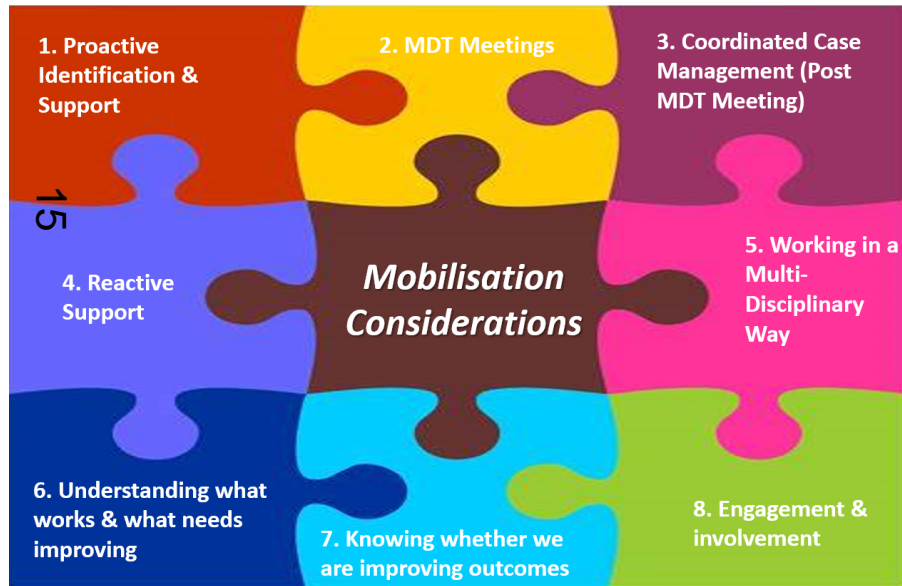 1. Proactive
Identification &
Support
2. MDT Meetings
3. Coordinated Case
Management (Post
MDT Meeting)
15
4. Reactive
Support
Mobilisation
Considerations
5. Working in a
Multi-
Disciplinary
Way
6. Understanding what
works & what needs
improving
7. Knowing whether we
are improving outcomes
8. Engagement &
involvement